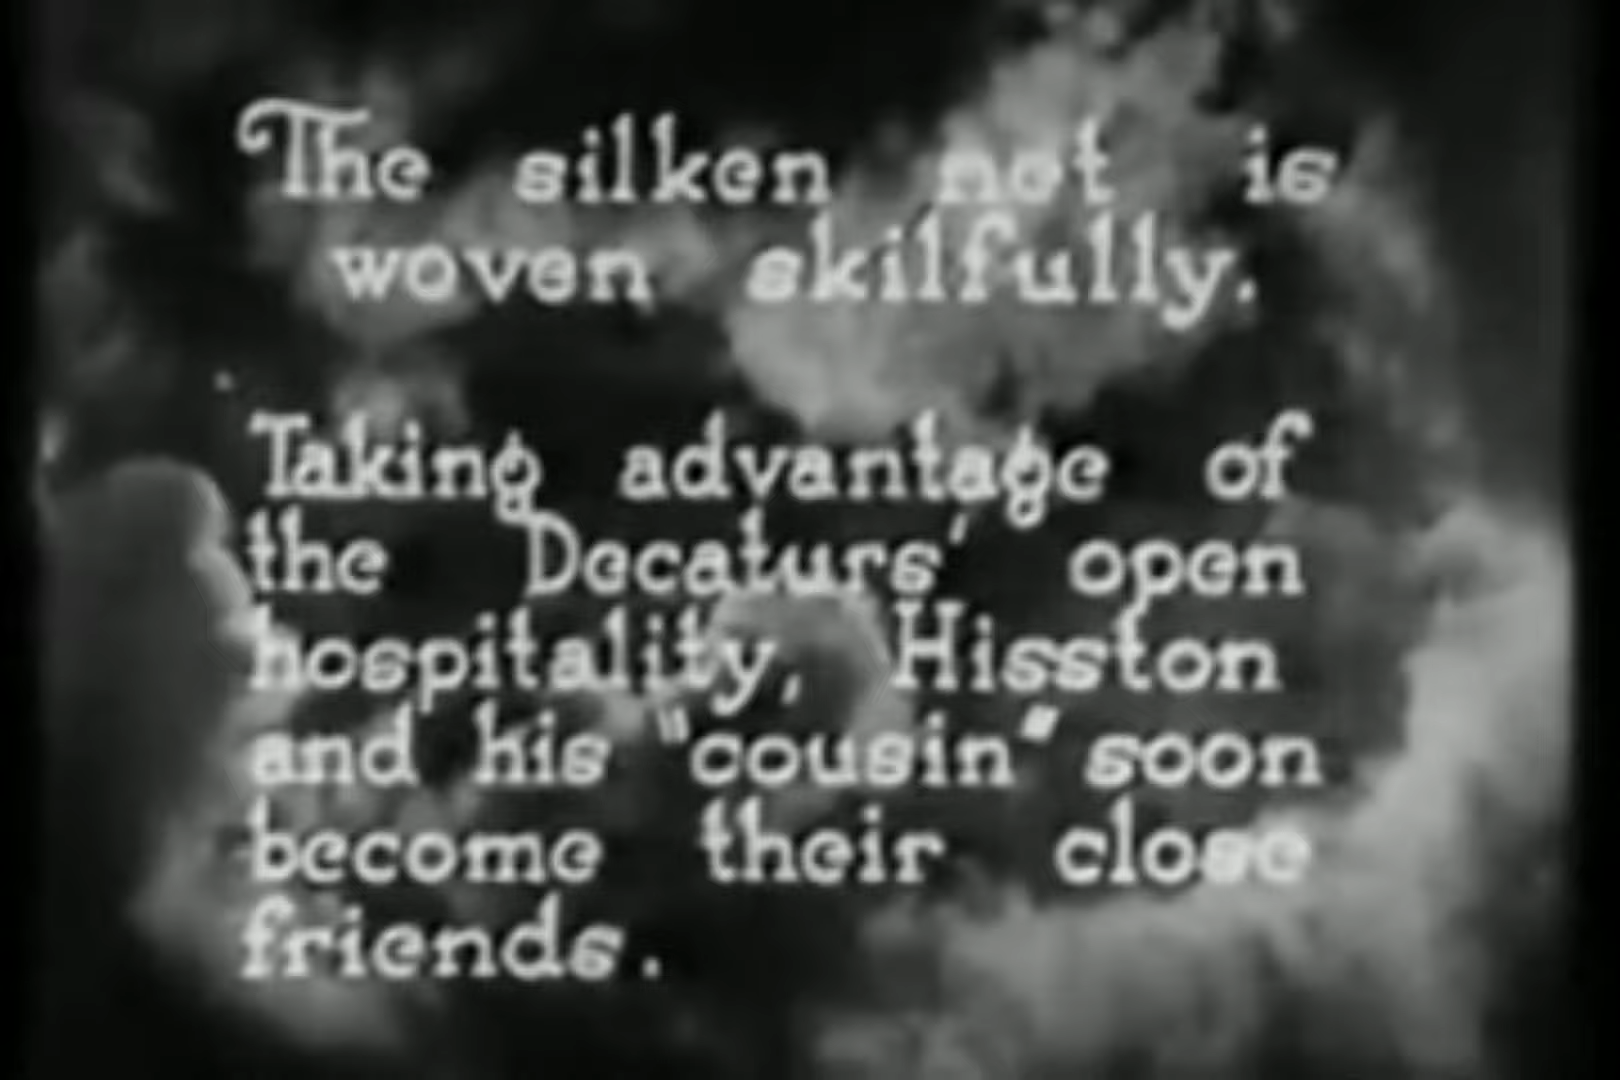 The silken not is
woven skilfully.
Taking advantage of
the Decaturs' open
hospitality, Hisston
and his "cousin" soon
become their close
friends.